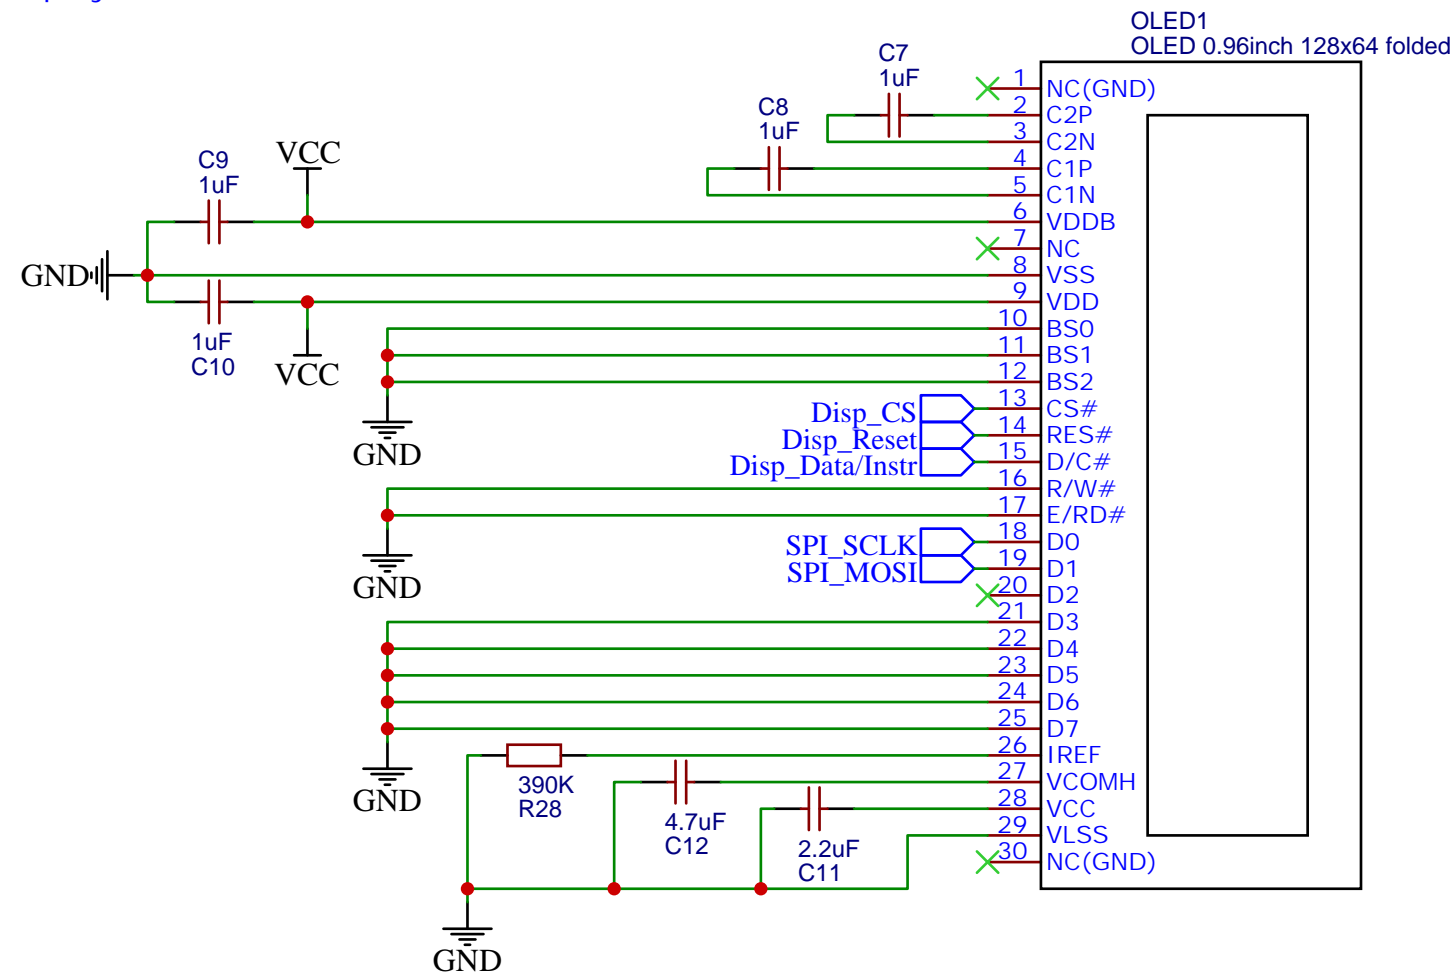 OLED1
OLED 0.96inch 128x64 folded
C7
1uF
C8
1uF
VCC
C9
1uF
GND
1uF
C10
VCC
GND
Disp_CS
Disp_Reset
Disp_Data/Instr
GND
SPI_SCLK
SPI_MOSI
GND
390K
R28
4.7uF
C12
2.2uF
C11
GND
1 NC(GND)
2 C2P
3 C2N
4 C1P
5 C1N
6 VDDB
7 NC
8 VSS
9 VDD
10 BS0
11 BS1
12 BS2
13 CS#
14 RES#
15 D/C#
16 R/W#
17 E/RD#
18 D0
19 D1
20 D2
21 D3
22 D4
23 D5
24 D6
25 D7
26 IREF
27 VCOMH
28 VCC
29 VLSS
30 NC(GND)